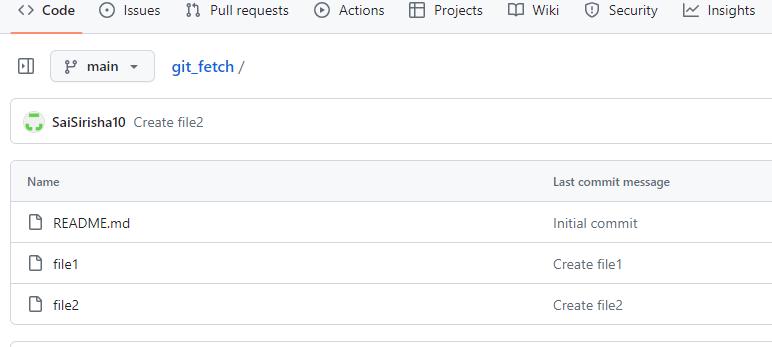 Code Issues Pull requests Actions Projects Wiki Security Insights
main git_fetch /
SaiSirisha10 Create file2
Name Last commit message
README.md Initial commit
file1 Create file1
file2 Create file2